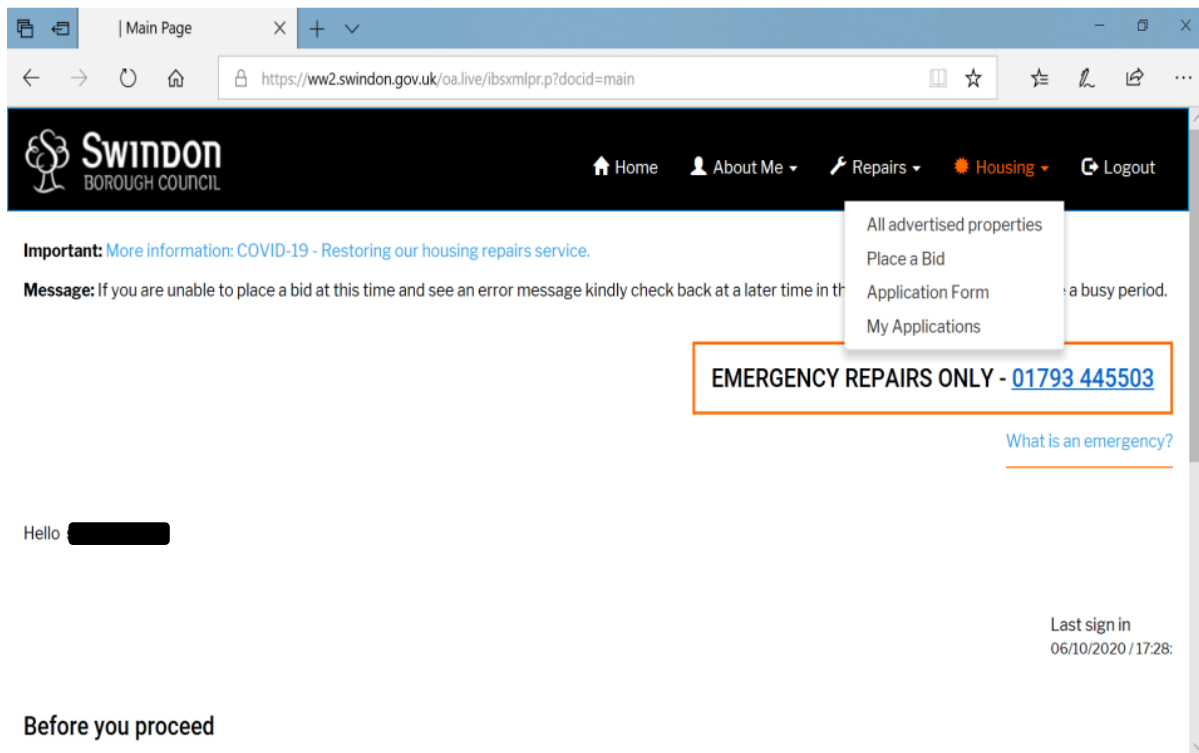 | Main Page
https://ww2.swindon.gov.uk/oa.live/ibsxmlpr.p?docid=main
SWINDON
BOROUGH COUNCIL
Home About Me Repairs Housing Logout
All advertised properties
Place a Bid
Application Form
My Applications
Important: More information: COVID-19 - Restoring our housing repairs service.
Message: If you are unable to place a bid at this time and see an error message kindly check back at a later time in a busy period.
EMERGENCY REPAIRS ONLY - 01793 445503
What is an emergency?
Hello
Last sign in
06/10/2020 / 17:28:
Before you proceed